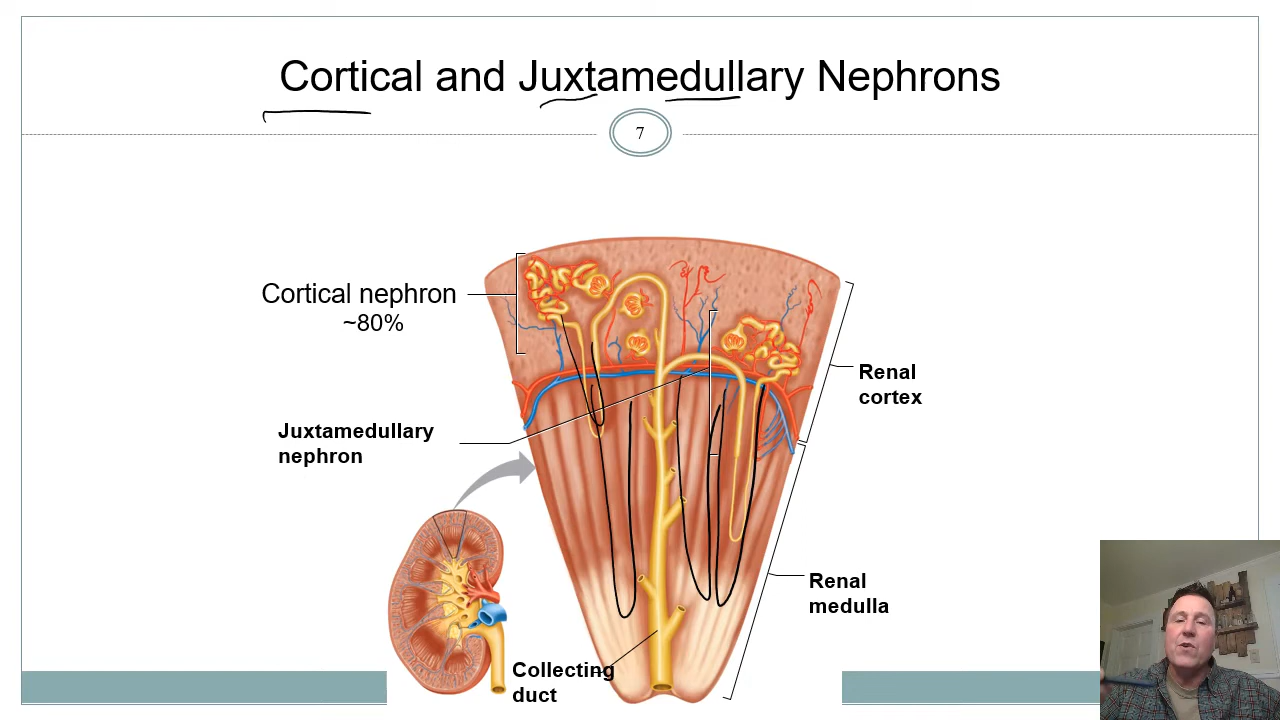 Cortical and Juxtamedullary Nephrons
7
Cortical nephron
~80%
Renal
cortex
Juxtamedullary
nephron
Renal
medulla
Collecting
duct